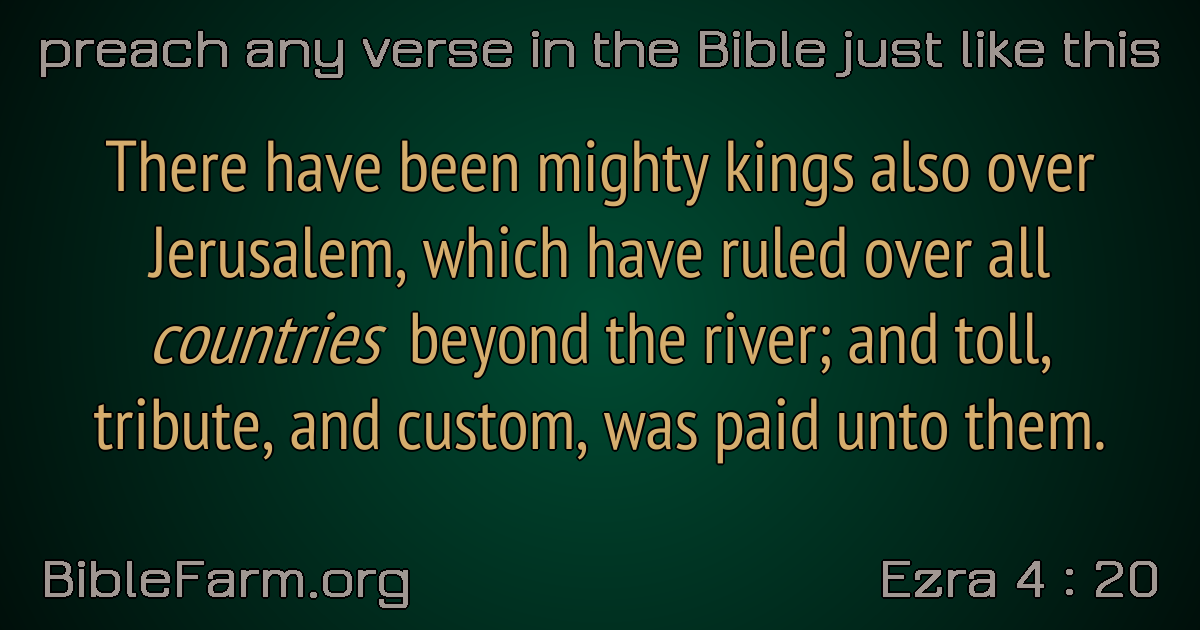 preach any verse in the Bible just like this
There have been mighty kings also over
Jerusalem, which have ruled over all
countries beyond the river; and toll,
tribute, and custom, was paid unto them.
BibleFarm.org
Ezra 4 : 20